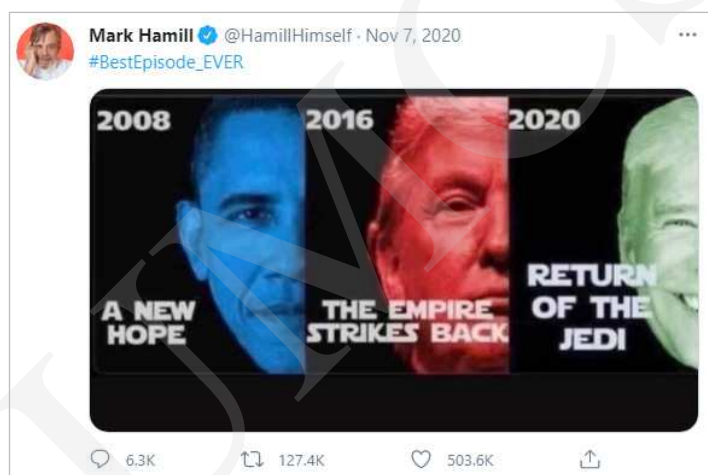 Mark Hamill @HamillHimself · Nov 7, 2020
#BestEpisode_EVER
2008
A NEW
HOPE
2016
THE EMPIRE
STRIKES BACK
2020
RETURN
OF THE
JEDI
6.3K 127.4K 503.6K